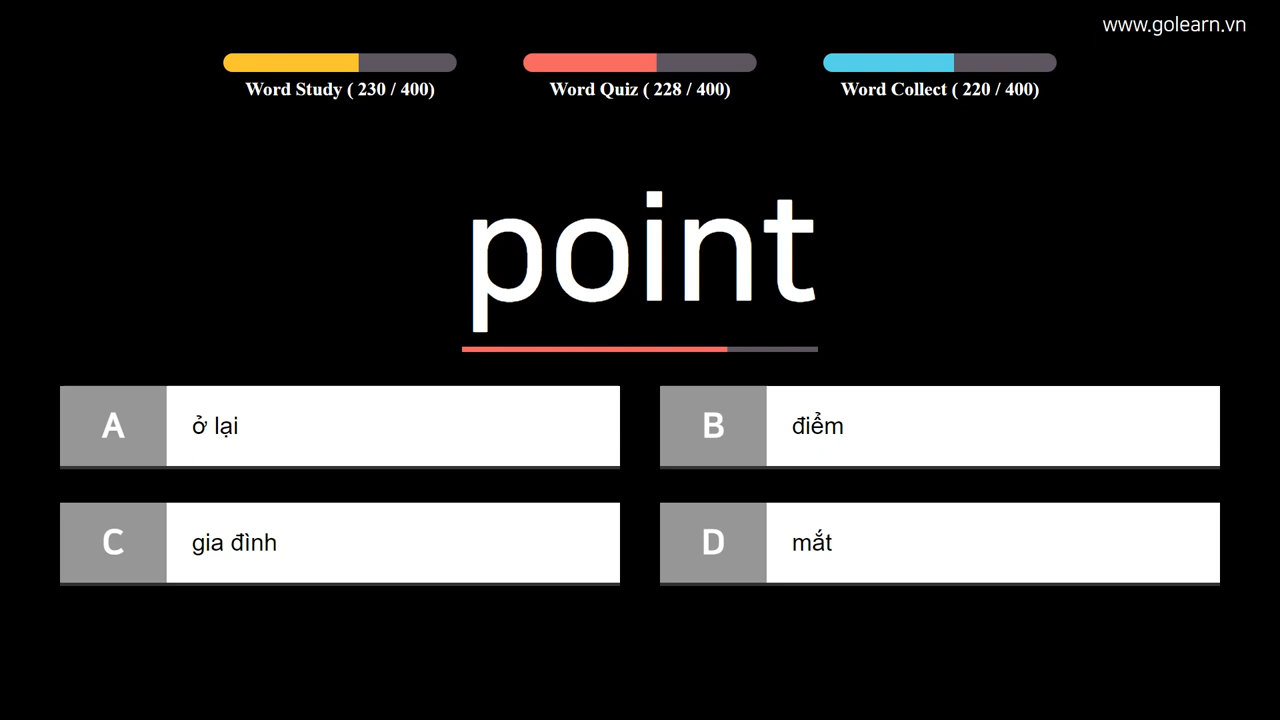 www.golearn.vn
Word Study ( 230 / 400)
Word Quiz ( 228 / 400)
Word Collect ( 220 / 400)
point
A ở lại
B điểm
C gia đình
D mắt